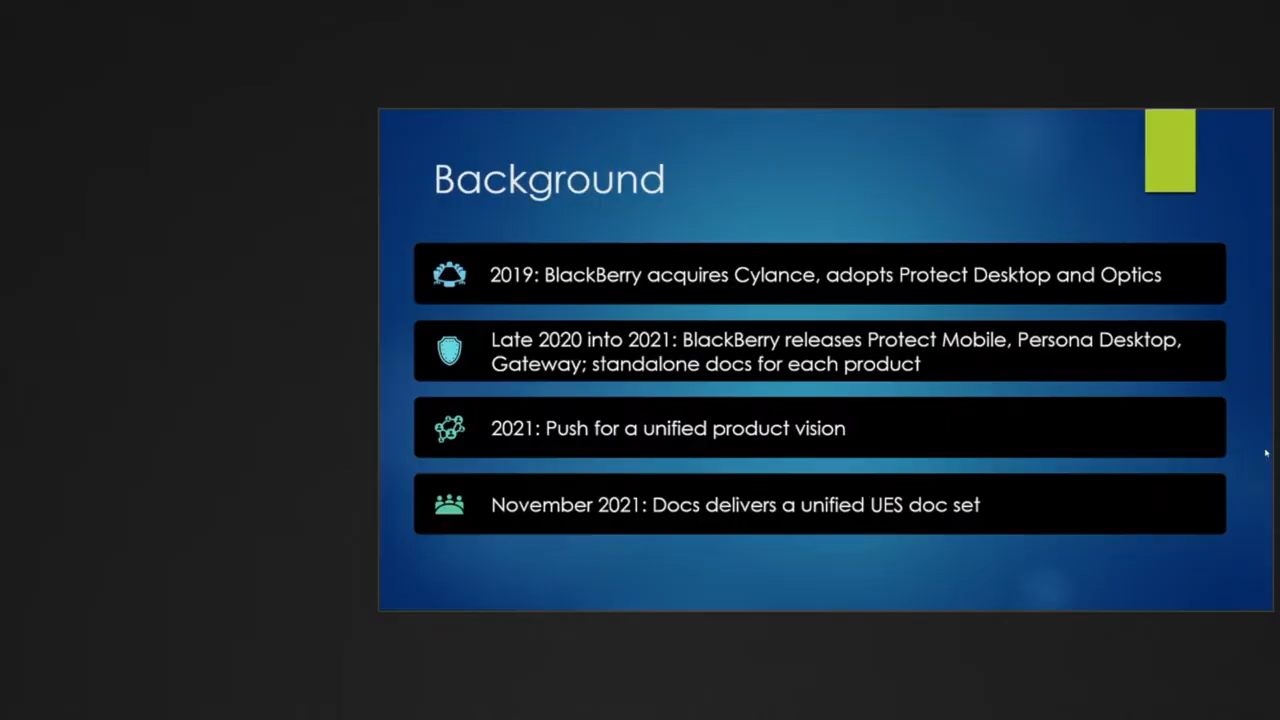 Background
2019: BlackBerry acquires Cylance, adopts Protect Desktop and Optics
Late 2020 into 2021: BlackBerry releases Protect Mobile, Persona Desktop,
Gateway; standalone docs for each product
2021: Push for a unified product vision
November 2021: Docs delivers a unified UES doc set